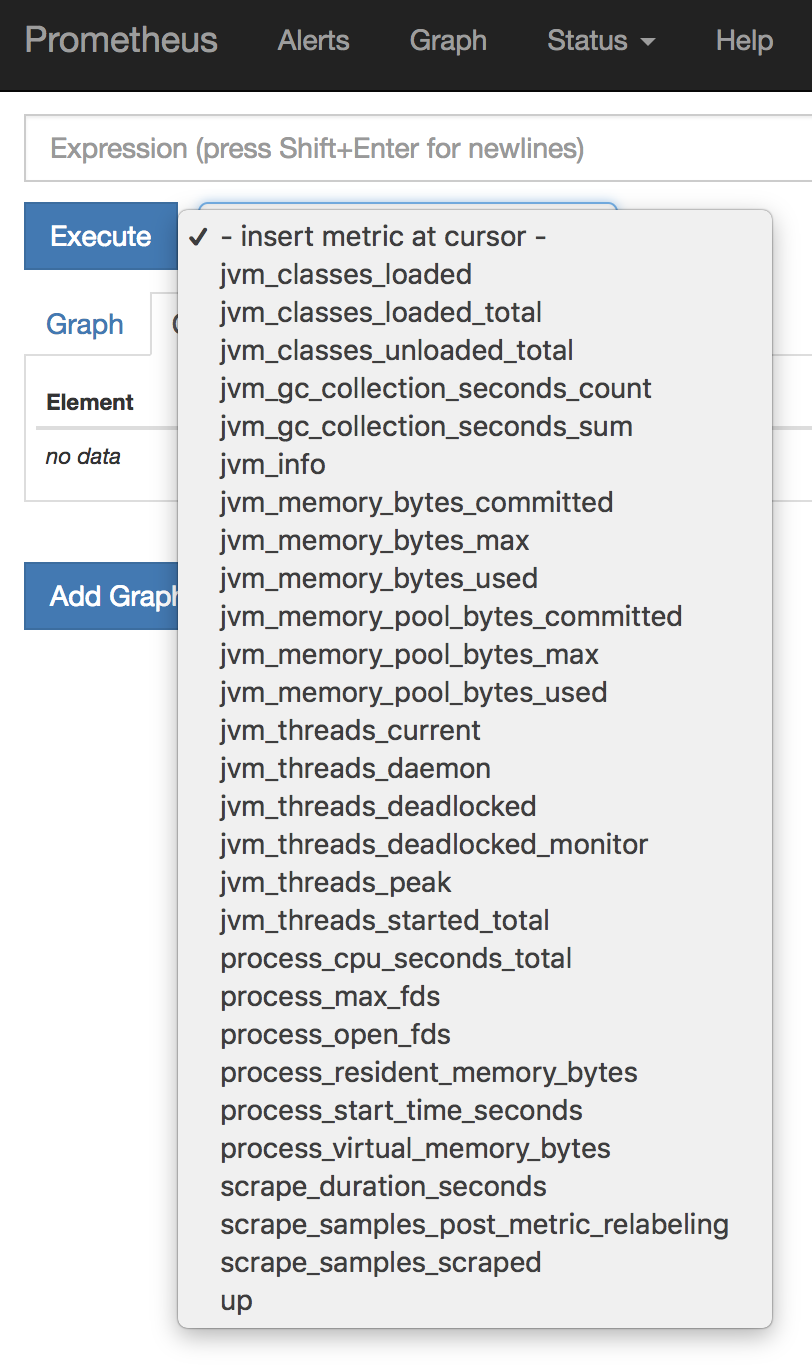 Prometheus Alerts Graph Status Help
Expression (press Shift+Enter for newlines)
Execute
✓ - insert metric at cursor -
jvm_classes_loaded
jvm_classes_loaded_total
jvm_classes_unloaded_total
jvm_gc_collection_seconds_count
jvm_gc_collection_seconds_sum
jvm_info
jvm_memory_bytes_committed
jvm_memory_bytes_max
jvm_memory_bytes_used
jvm_memory_pool_bytes_committed
jvm_memory_pool_bytes_max
jvm_memory_pool_bytes_used
jvm_threads_current
jvm_threads_daemon
jvm_threads_deadlocked
jvm_threads_deadlocked_monitor
jvm_threads_peak
jvm_threads_started_total
process_cpu_seconds_total
process_max_fds
process_open_fds
process_resident_memory_bytes
process_start_time_seconds
process_virtual_memory_bytes
scrape_duration_seconds
scrape_samples_post_metric_relabeling
scrape_samples_scraped
up
Graph
Element
no data
Add Graph